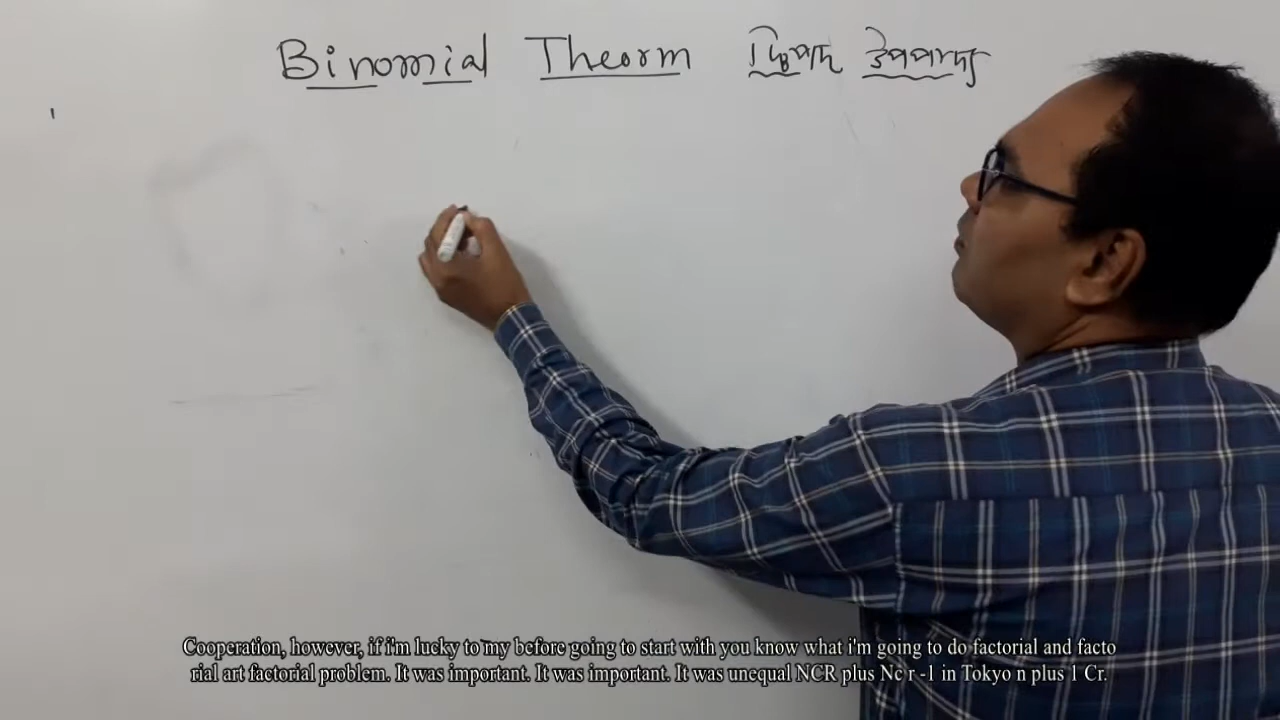 Binomial Theorm দ্বিপদ উপপাদ্য
Cooperation, however, if i'm lucky to my before going to start with you know what i'm going to do factorial and facto
rial art factorial problem. It was important. It was important. It was unequal NCR plus Nc r -1 in Tokyo n plus 1 Cr.